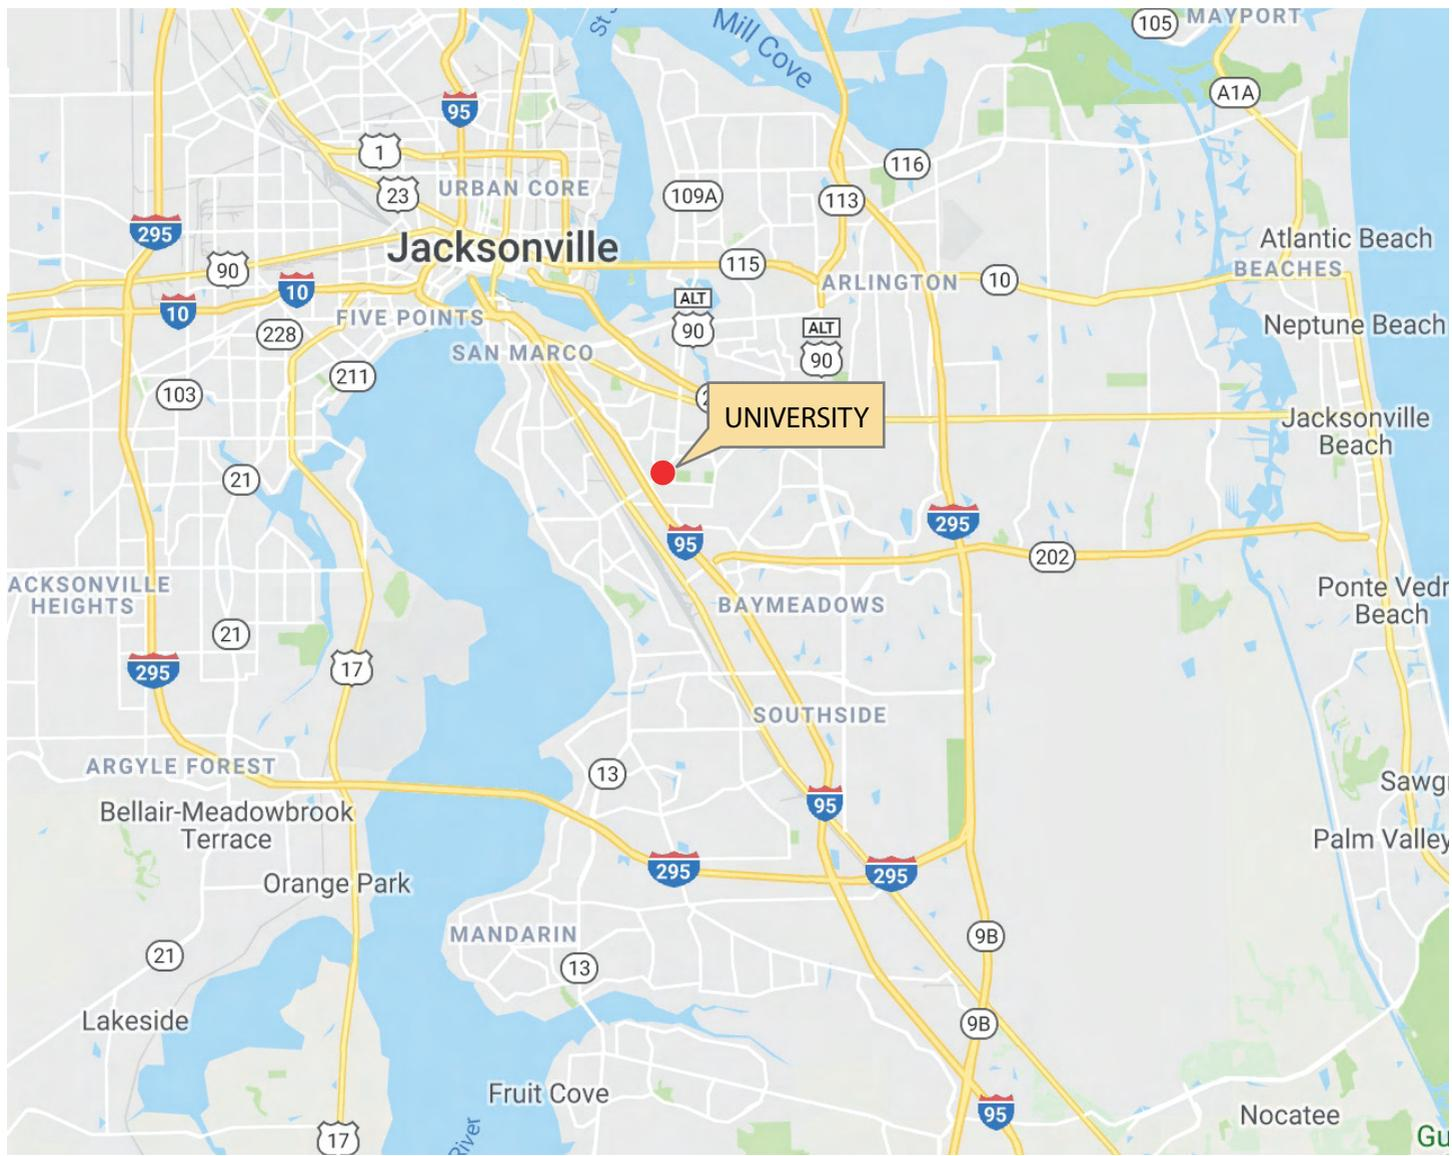 105
MAYPORT
St
Mill Cove
A1A
95
1
116
23
URBAN CORE
109A
113
295
Jacksonville
Atlantic Beach
90
115
BEACHES
10
ARLINGTON
10
10
ALT
90
FIVE POINTS
228
ALT
90
Neptune Beach
SAN MARCO
211
103
2
UNIVERSITY
Jacksonville
Beach
21
295
95
202
ACKSONVILLE
HEIGHTS
Ponte Vedr
Beach
BAYMEADOWS
21
295
17
SOUTHSIDE
ARGYLE FOREST
13
Sawg
95
Bellair-Meadowbrook
Terrace
Palm Valley
295
295
Orange Park
MANDARIN
9B
21
13
Lakeside
9B
Fruit Cove
95
Nocatee
17
River
Gu